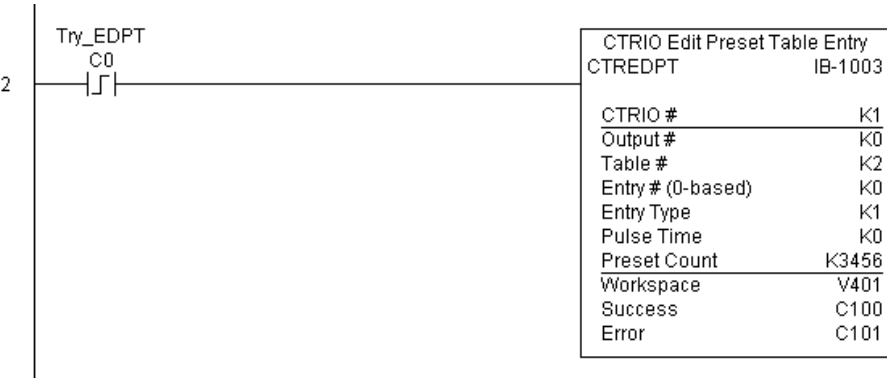 Try_EDPT
C0
2
CTRIO Edit Preset Table Entry
CTREDPT IB-1003
CTRIO # K1
Output # K0
Table # K2
Entry # (0-based) K0
Entry Type K1
Pulse Time K0
Preset Count K3456
Workspace V401
Success C100
Error C101